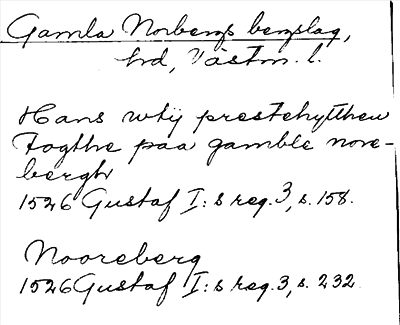 Gamla Norbergs bergslag,
hd, Västm. l.
Hans wtij prestehytthen
Fogthe paa gamble nore-
bergh
1526 Gustaf I:s reg. 3, s. 158.
Nooreberg
1526 Gustaf I:s reg. 3, s. 232.